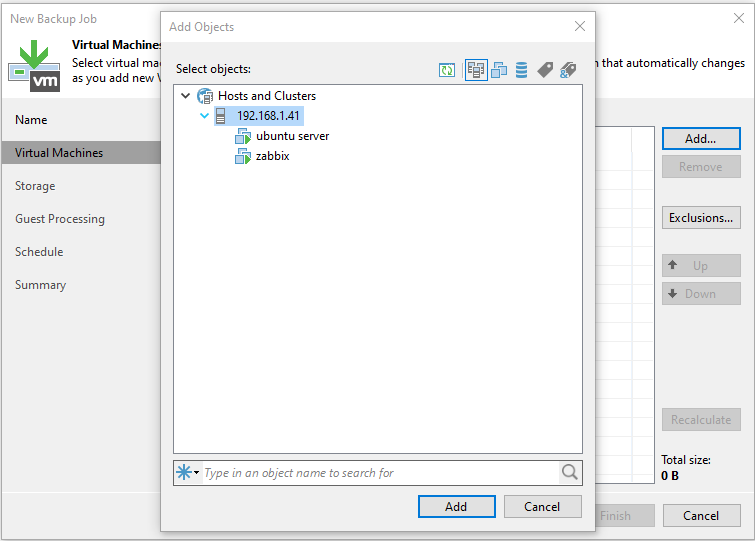 New Backup Job
Add Objects
Virtual Machines
Select virtual ma
n that automatically changes
as you add new V
Select objects:
Name
Virtual Machines
Storage
Guest Processing
Schedule
Summary
Hosts and Clusters
192.168.1.41
ubuntu server
zabbix
Add...
Remove
Exclusions...
Up
Down
Recalculate
Total size:
0 B
Type in an object name to search for
Add
Cancel
Finish
Cancel
vm